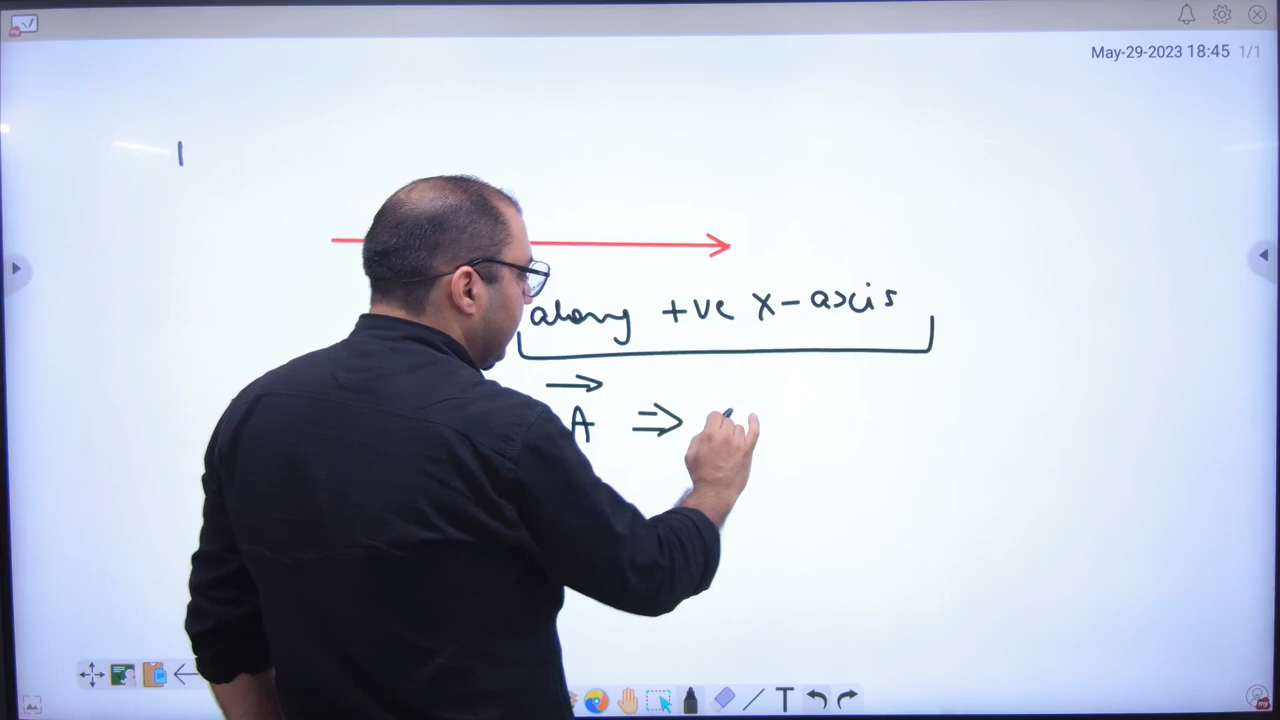 May-29-2023 18:45 1/1
along +ve x-axis
A ⇒
T